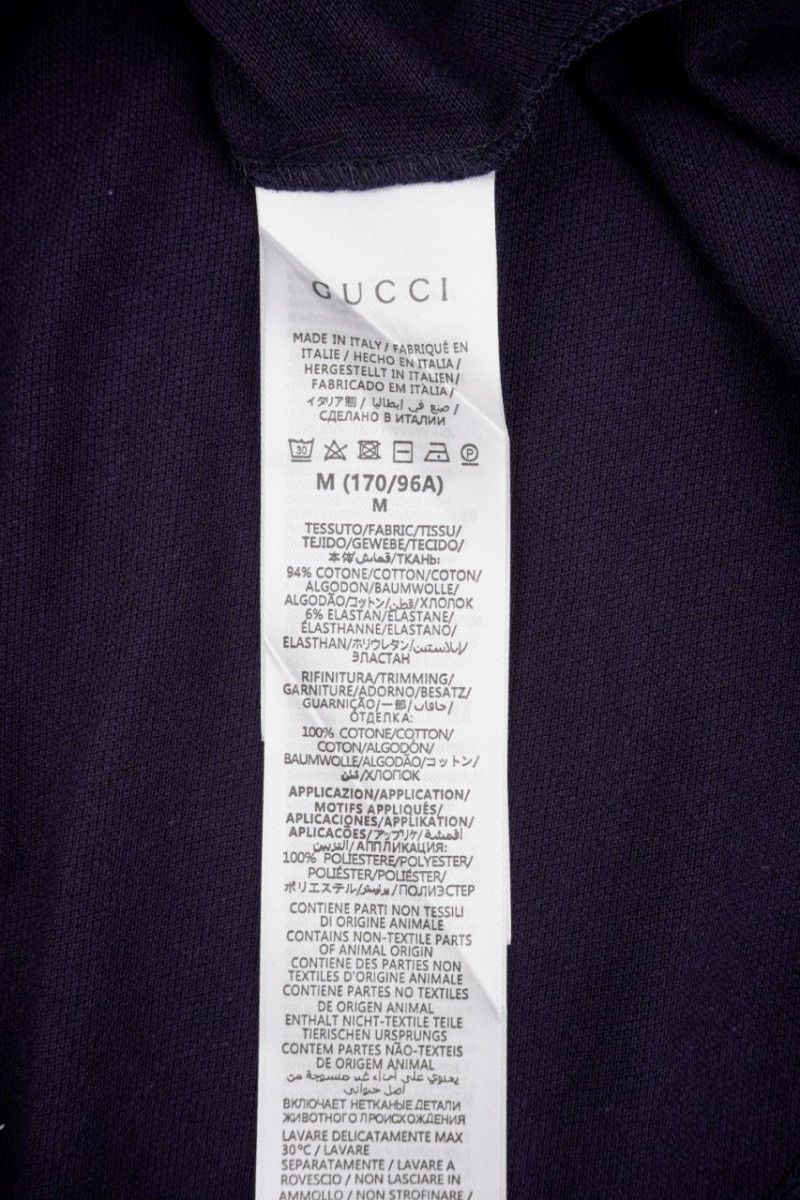 GUCCI
MADE IN ITALY / FABRIQUÉ EN
ITALIE / HECHO EN ITALIA /
HERGESTELLT IN ITALIEN /
FABRICADO EM ITALIA /
イタリア制 / صنع في ايطاليا /
СДЕЛАНО В ИТАЛИИ
30 P
M (170/96A)
M
TESSUTO/FABRIC/TISSU/
TEJIDO/GEWEBE/TECIDO/
本体/قماش/ТКАНЬ:
94% COTONE/COTTON/COTON/
ALGODON/BAUMWOLLE/
ALGODÃO/コットン/قطن/ХЛОПОК
6% ELASTAN/ELASTANE/
ÉLASTHANNE/ELASTANO/
ELASTHAN/ポリウレタン/إيلاستين/
ЭЛАСТАН
RIFINITURA/TRIMMING/
GARNITURE/ADORNO/BESATZ/
GUARNIÇÃO/一部/حافات/
ОТДЕЛКА:
100% COTONE/COTTON/
COTON/ALGODÓN/
BAUMWOLLE/ALGODÃO/コットン/
قطن/ХЛОПОК
APPLICAZION/APPLICATION/
MOTIFS APPLIQUÉS/
APLICACIONES/APPLIKATION/
APLICACÕES/アップリケ/أقمشة
التزيين/АППЛИКАЦИЯ:
100% POLIESTERE/POLYESTER/
POLIÉSTER/POLIÉSTER/
ポリエステル/بوليستر/ПОЛИЭСТЕР
CONTIENE PARTI NON TESSILI
DI ORIGINE ANIMALE
CONTAINS NON-TEXTILE PARTS
OF ANIMAL ORIGIN
CONTIENE DES PARTIES NON
TEXTILES D'ORIGINE ANIMALE
CONTIENE PARTES NO TEXTILES
DE ORIGEN ANIMAL
ENTHALT NICHT-TEXTILE TEILE
TIERISCHEN URSPRUNGS
CONTEM PARTES NÃO-TEXTEIS
DE ORIGEM ANIMAL
يحتوي على أجزاء غير منسوجة من
أصل حيواني
ВКЛЮЧАЕТ НЕТКАНЫЕ ДЕТАЛИ
ЖИВОТНОГО ПРОИСХОЖДЕНИЯ
LAVARE DELICATAMENTE MAX
30°C / LAVARE
SEPARATAMENTE / LAVARE A
ROVESCIO / NON LASCIARE IN
AMMOLLO / NON STROFINARE /